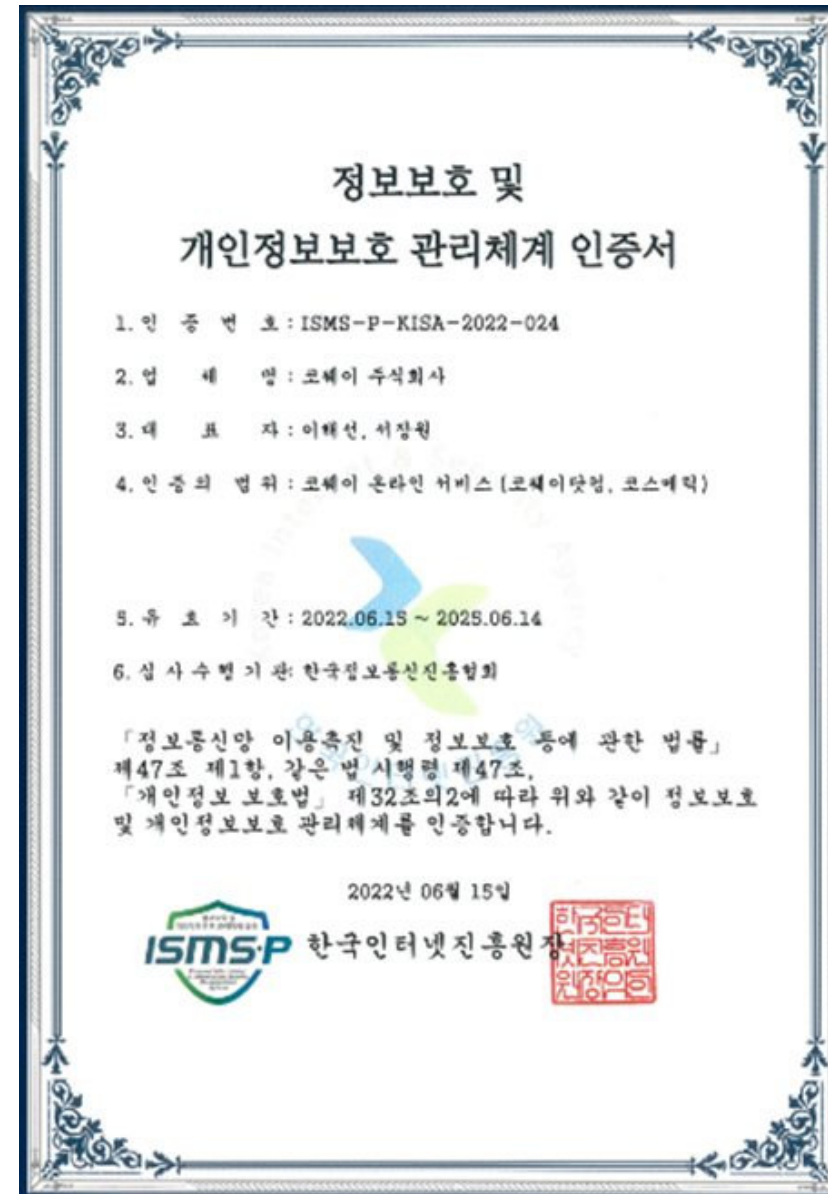 정보보호 및
개인정보보호 관리체계 인증서
1. 인 증 번 호 : ISMS-P-KISA-2022-024
2. 업 체 명 : 코웨이 주식회사
3. 대 표 자 : 이해선, 서장원
4. 인 증 의 범 위 : 코웨이 온라인 서비스 (코웨이닷컴, 코스메틱)
5. 유 효 기 간 : 2022.06.15 ~ 2025.06.14
6. 심 사 수 행 기 관: 한국정보통신진흥협회
「정보통신망 이용촉진 및 정보보호 등에 관한 법률」
제47조 제1항, 같은 법 시행령 제47조,
「개인정보 보호법」 제32조의2에 따라 위와 같이 정보보호
및 개인정보보호 관리체계를 인증합니다.
2022년 06월 15일
ISMS-P 한국인터넷진흥원장